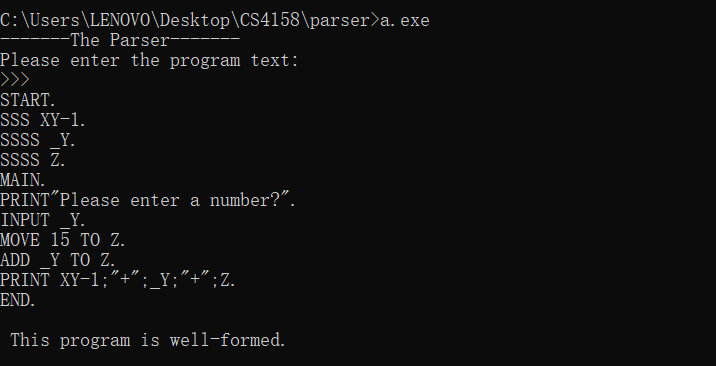 C:\Users\LENOVO\Desktop\CS4158\parser>a.exe
-------The Parser-------
Please enter the program text:
>>>
START.
SSS XY-1.
SSSS _Y.
SSSS Z.
MAIN.
PRINT"Please enter a number?".
INPUT _Y.
MOVE 15 TO Z.
ADD _Y TO Z.
PRINT XY-1;"+";_Y;"+";Z.
END.
This program is well-formed.